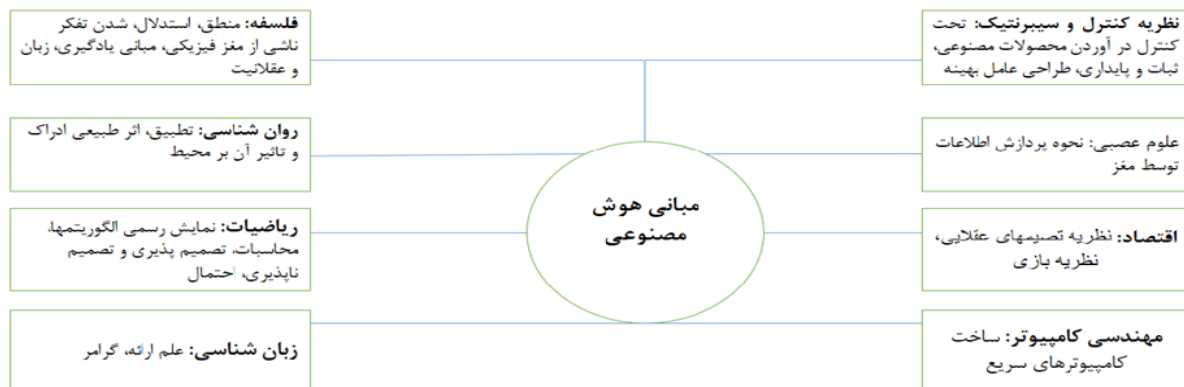 نظریه کنترل و سیبرنتیک: تحت
کنترل در آوردن محصولات مصنوعی،
ثبات و پایداری، طراحی عامل بهینه
فلسفه: منطق، استدلال، شدن تفکر
ناشی از مغز فیزیکی، مبانی یادگیری، زبان
و عقلانیت
علوم عصبی: نحوه پردازش اطلاعات
توسط مغز
روان شناسی: تطبیق، اثر طبیعی ادراک
و تاثیر آن بر محیط
مبانی هوش
مصنوعی
اقتصاد: نظریه تصیمهای عقلایی،
نظریه بازی
ریاضیات: نمایش رسمی الگوریتمها،
محاسبات، تصمیم پذیری و تصمیم
ناپذیری، احتمال
مهندسی کامپیوتر: ساخت
کامپیوترهای سریع
زبان شناسی: علم ارائه، گرامر